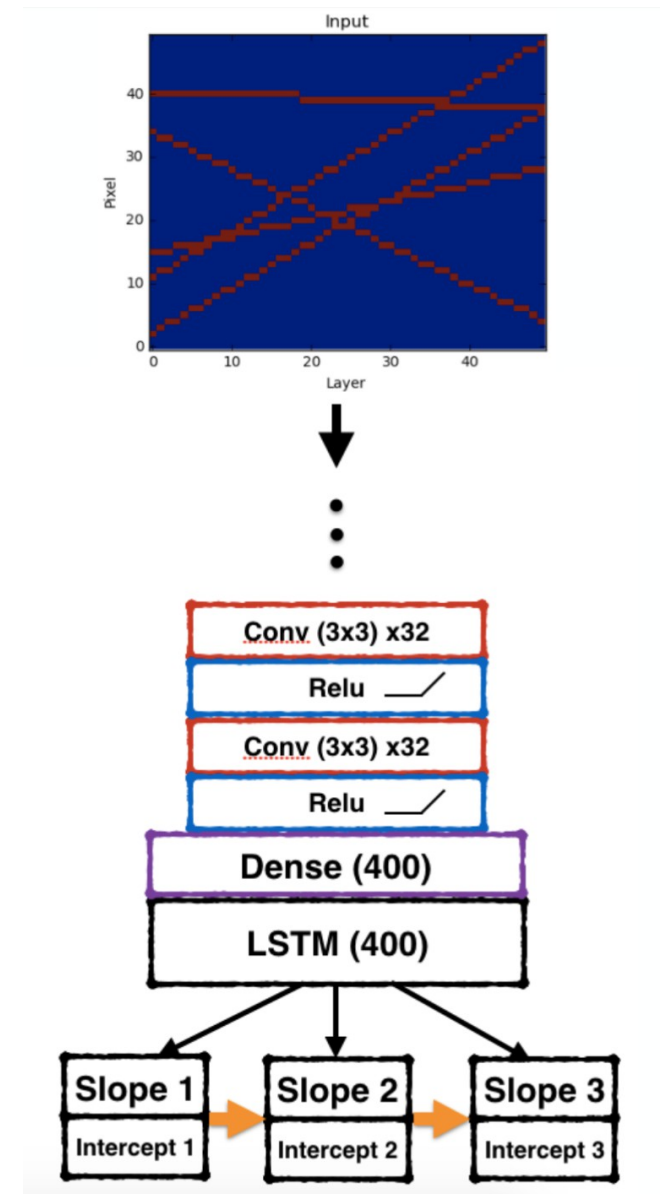 Input
40
30
20
10
0
Pixel
0 10 20 30 40
Layer
Conv (3x3) x32
Relu
Conv (3x3) x32
Relu
Dense (400)
LSTM (400)
Slope 1 Slope 2 Slope 3
Intercept 1 Intercept 2 Intercept 3